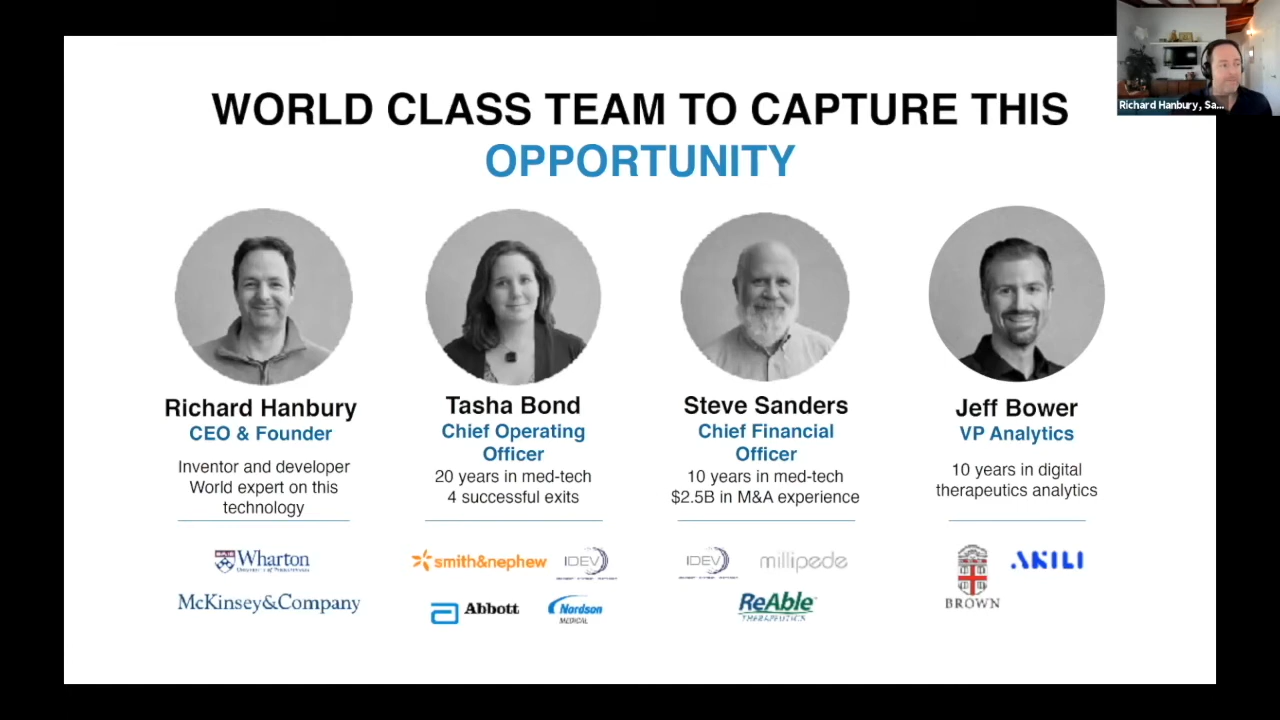 WORLD CLASS TEAM TO CAPTURE THIS
OPPORTUNITY
Richard Hanbury, Sa...
Richard Hanbury
CEO & Founder
Inventor and developer
World expert on this
technology
Wharton
McKinsey&Company
Tasha Bond
Chief Operating
Officer
20 years in med-tech
4 successful exits
smith&nephew
IDEV
Abbott
Nordson
MEDICAL
Steve Sanders
Chief Financial
Officer
10 years in med-tech
$2.5B in M&A experience
IDEV
millipede
ReAble
THERAPEUTICS
Jeff Bower
VP Analytics
10 years in digital
therapeutics analytics
BROWN
AKILI